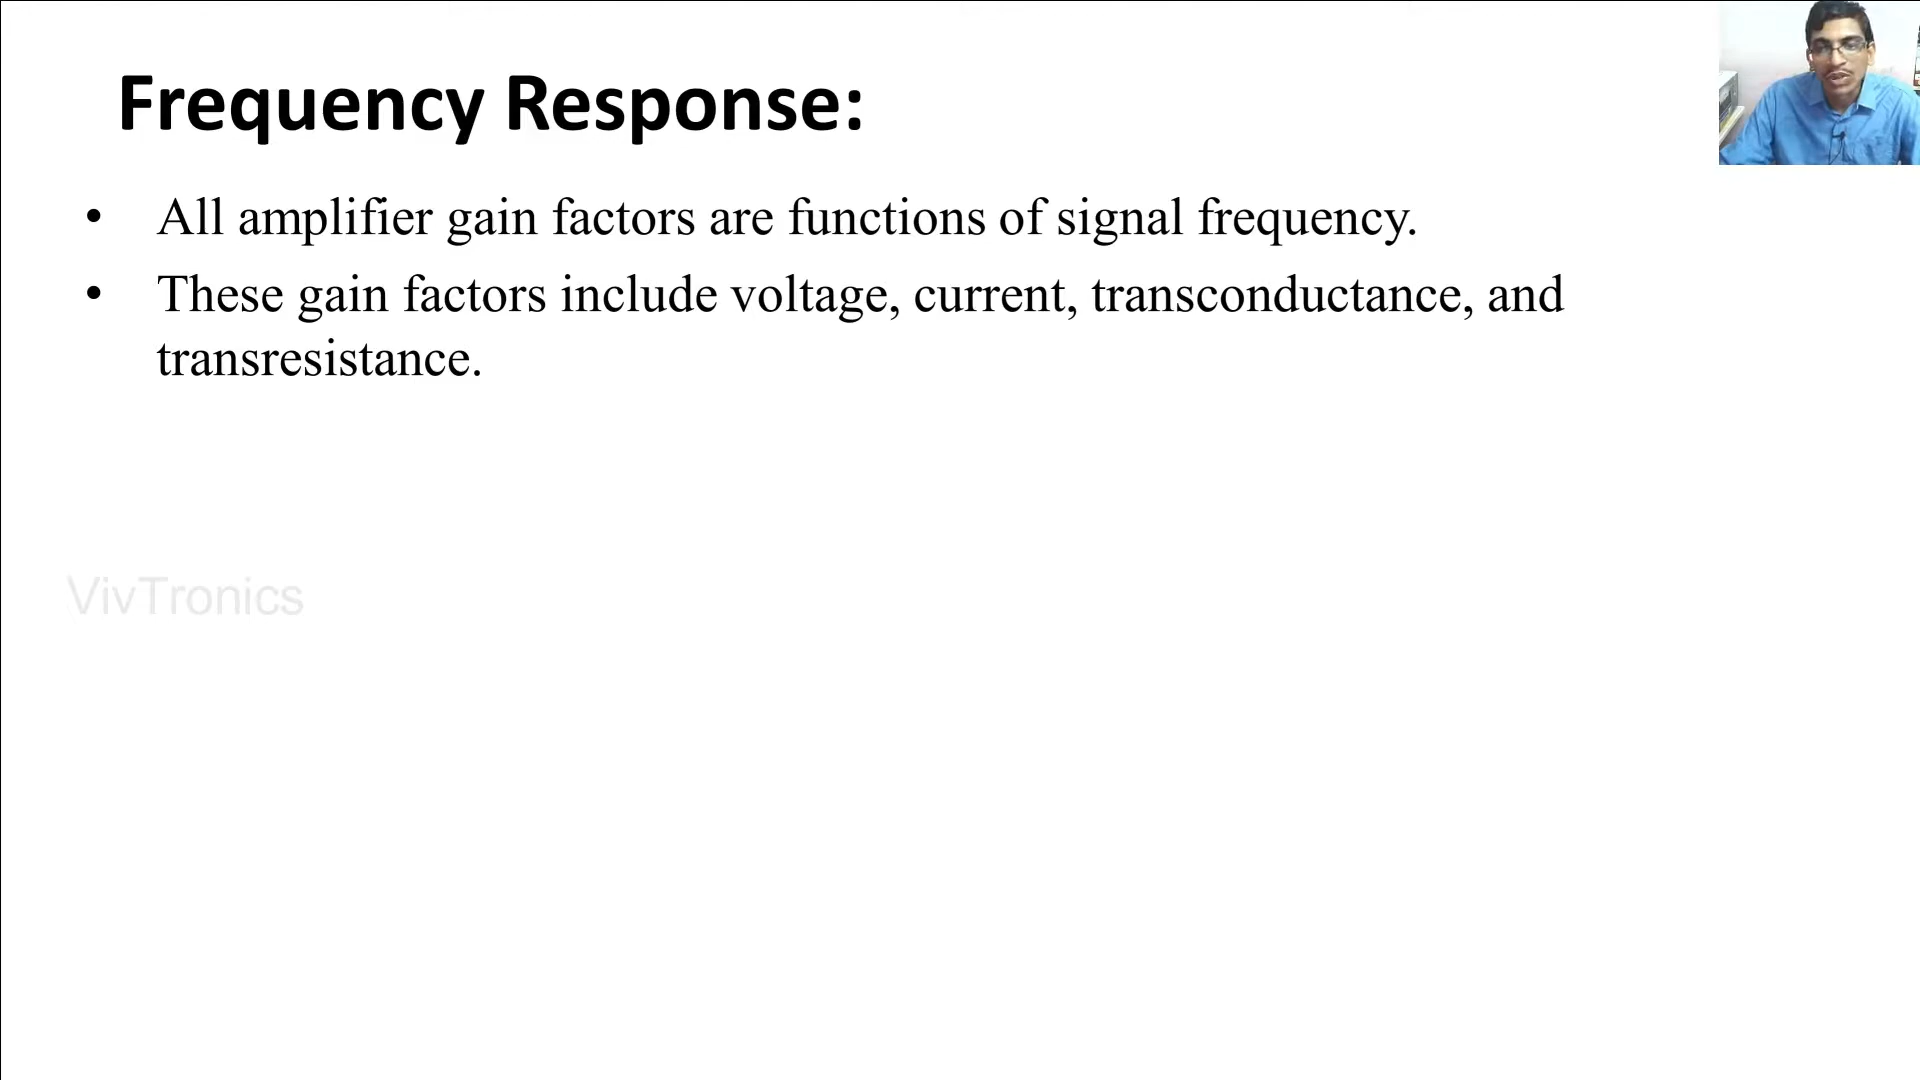 Frequency Response:
• All amplifier gain factors are functions of signal frequency.
• These gain factors include voltage, current, transconductance, and
transresistance.
VivTronics